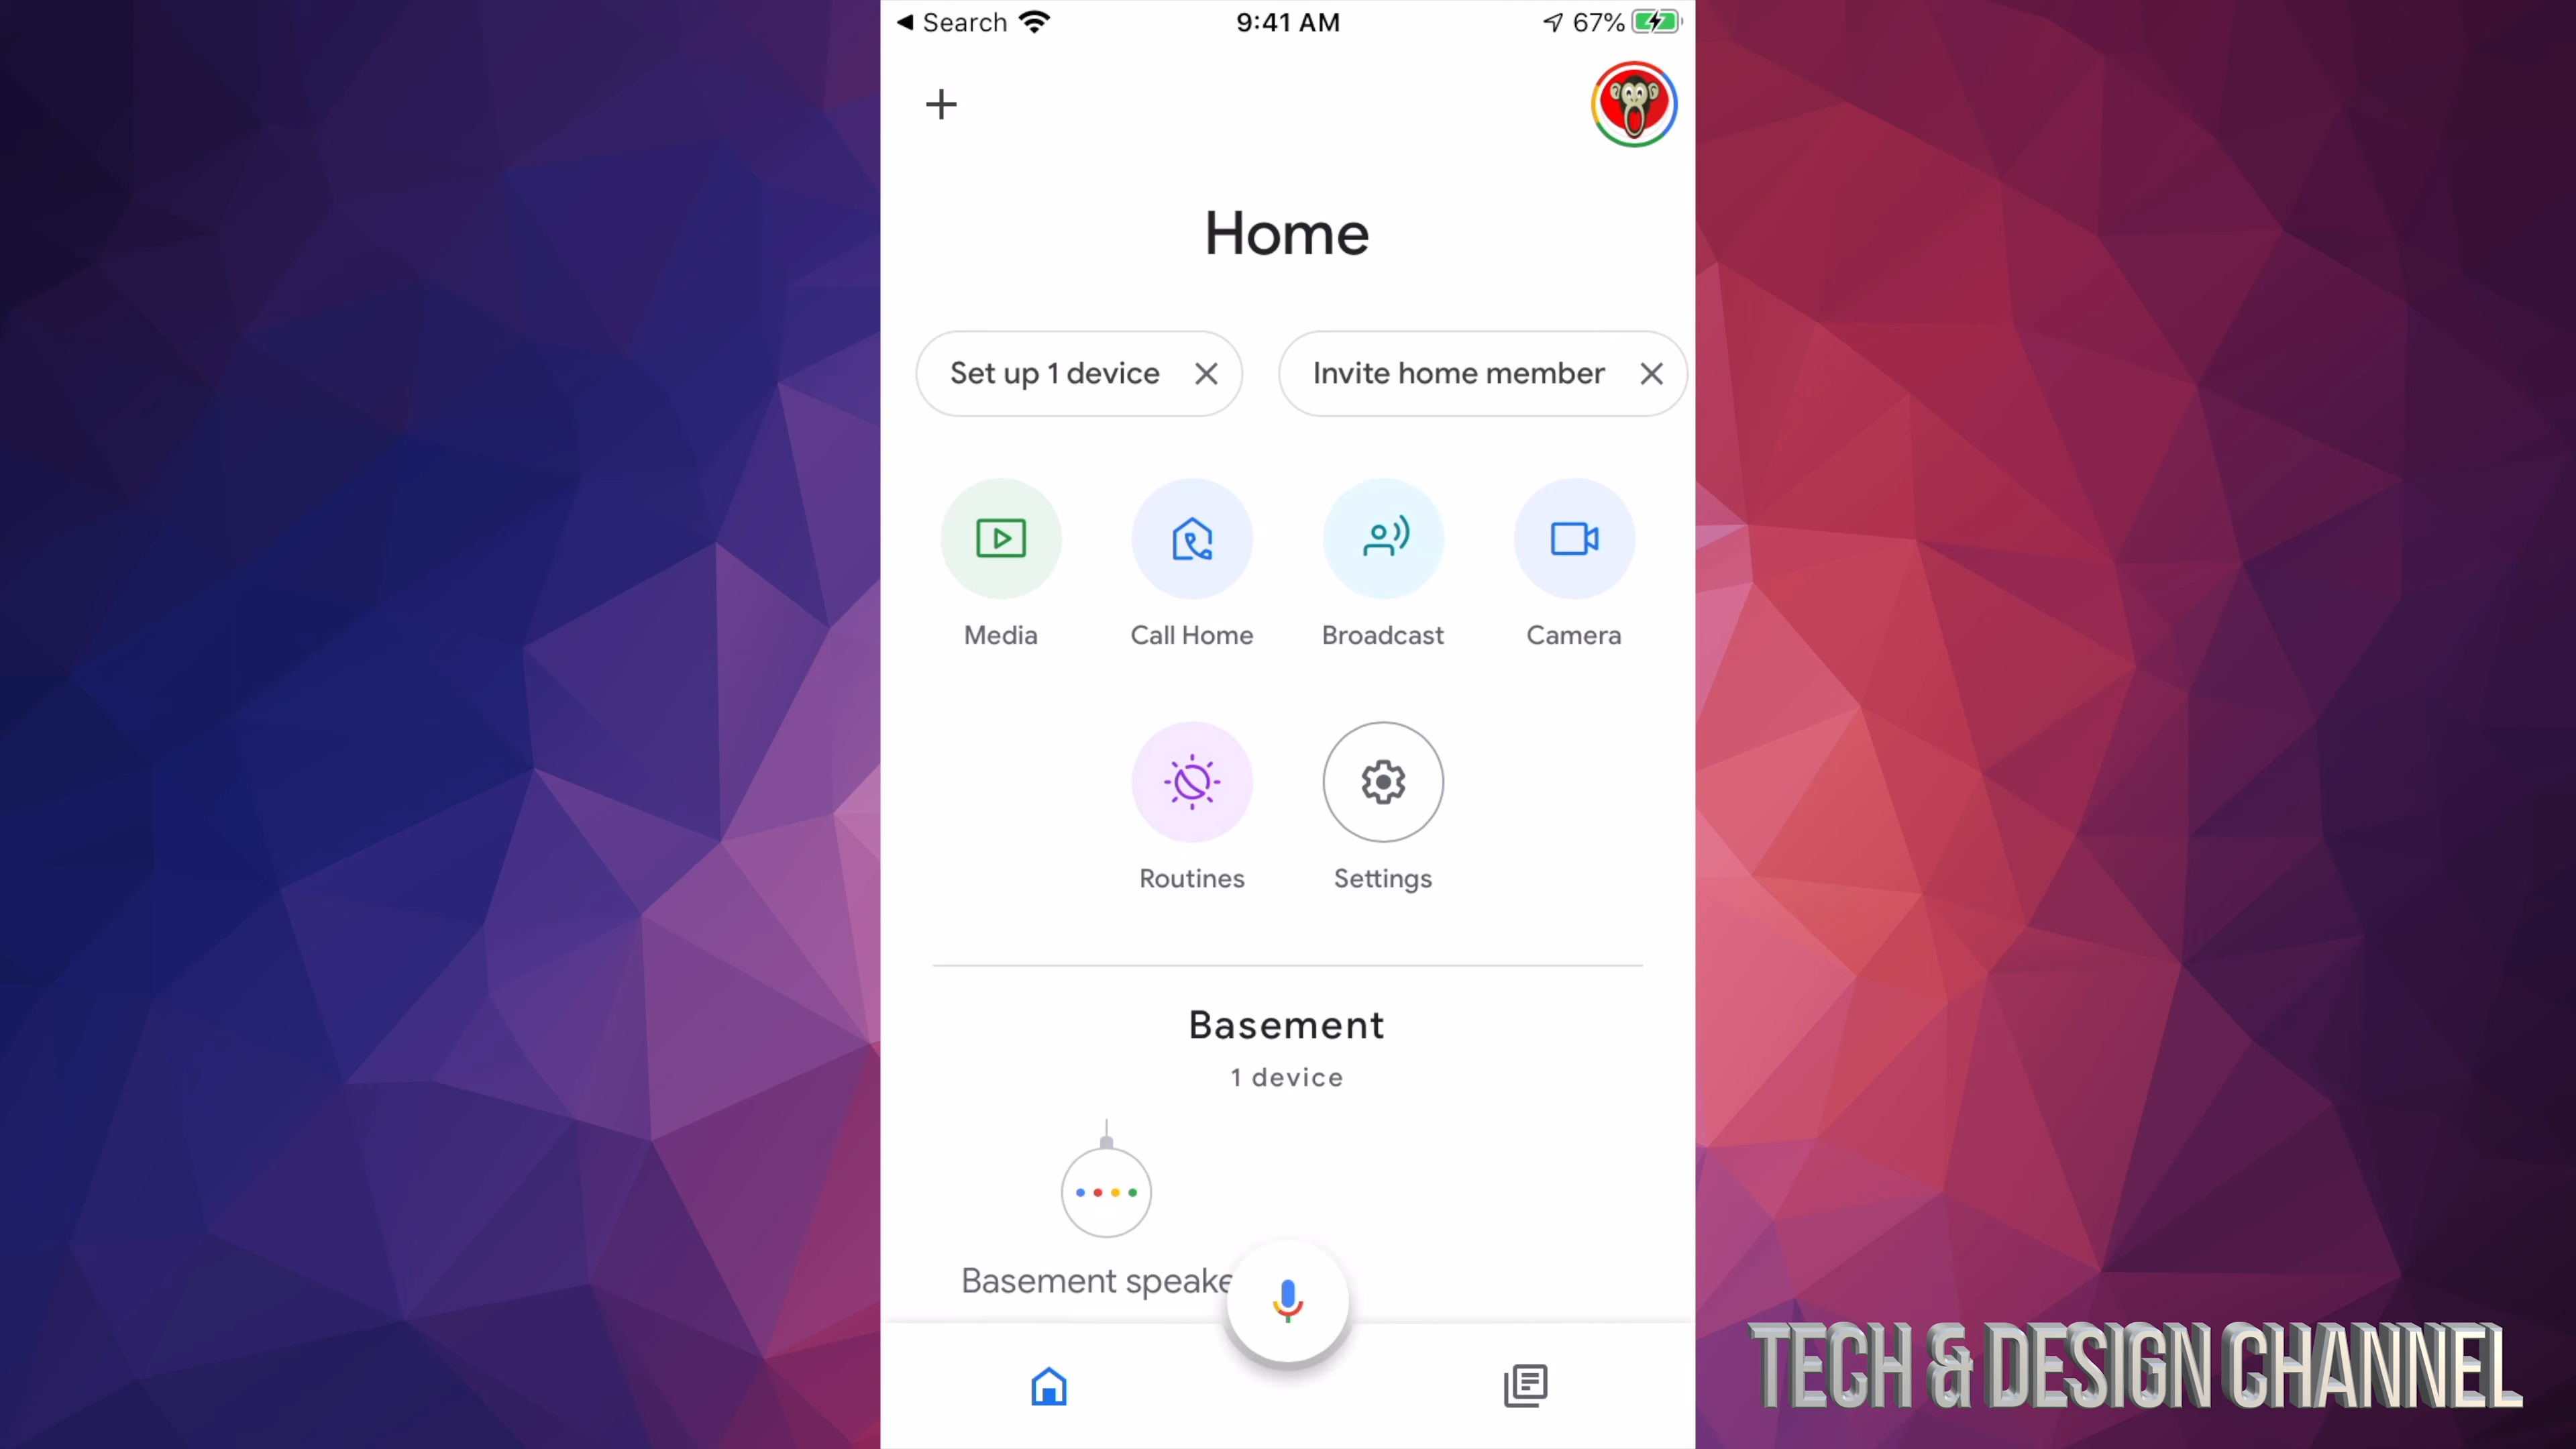 Search
9:41 AM
67%
Home
Set up 1 device
Invite home member
Media
Call Home
Broadcast
Camera
Routines
Settings
Basement
1 device
Basement speake
TECH & DESIGN CHANNEL